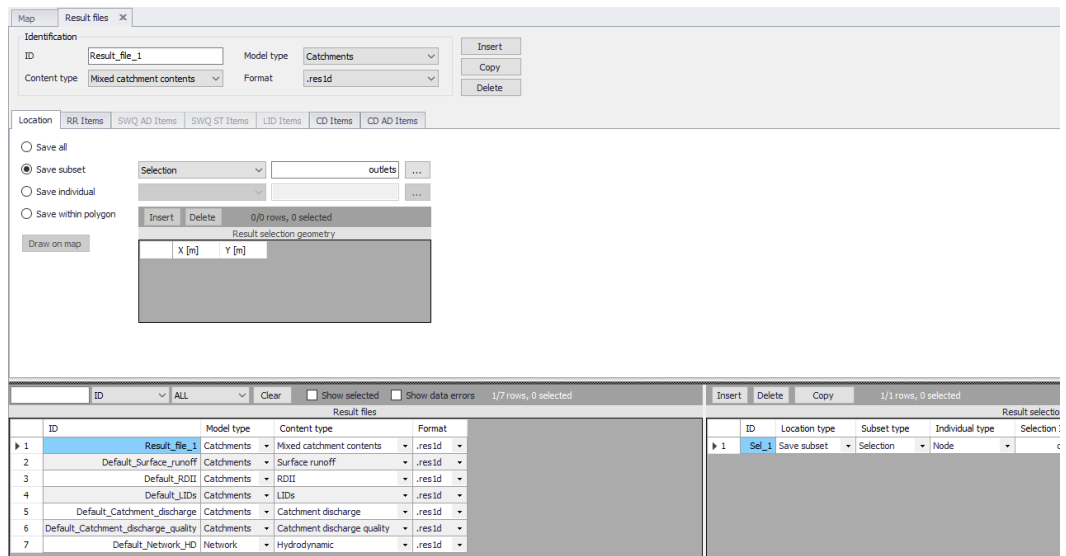 Map Result files ✕
Identification
ID Result_file_1 Model type Catchments Insert
Content type Mixed catchment contents Format .res1d Copy
Delete
Location RR Items SWQ AD Items SWQ ST Items LID Items CD Items CD AD Items
Save all
Save subset Selection outlets ...
Save individual ...
Save within polygon Insert Delete 0/0 rows, 0 selected
Result selection geometry
Draw on map X [m] Y [m]
ID ALL Clear Show selected Show data errors 1/7 rows, 0 selected Insert Delete Copy 1/1 rows, 0 selected
Result files Result selectio
ID Model type Content type Format ID Location type Subset type Individual type Selection
1 Result_file_1 Catchments Mixed catchment contents .res1d 1 Sel_1 Save subset Selection Node
2 Default_Surface_runoff Catchments Surface runoff .res1d
3 Default_RDII Catchments RDII .res1d
4 Default_LIDs Catchments LIDs .res1d
5 Default_Catchment_discharge Catchments Catchment discharge .res1d
6 Default_Catchment_discharge_quality Catchments Catchment discharge quality .res1d
7 Default_Network_HD Network Hydrodynamic .res1d